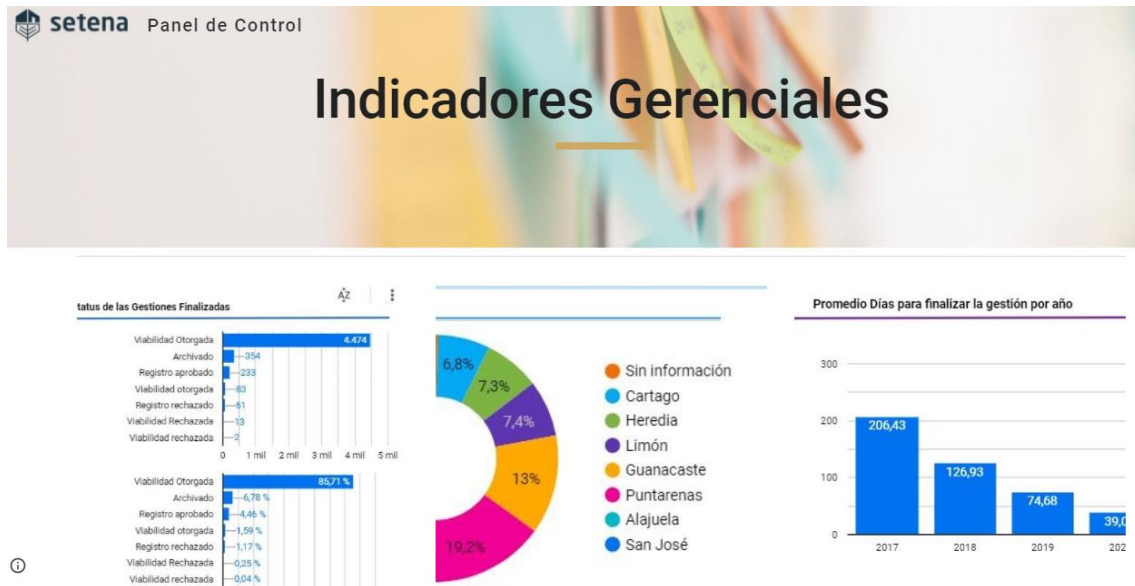 setena Panel de Control
Indicadores Gerenciales
tatus de las Gestiones Finalizadas
AZ
Viabilidad Otorgada 4.474
Archivado 354
Registro aprobado 233
Viabilidad otorgada 83
Registro rechazado 61
Viabilidad Rechazada 13
Viabilidad rechazada 2
0 1 mil 2 mil 3 mil 4 mil 5 mil
Viabilidad Otorgada 85,71 %
Archivado 6,78 %
Registro aprobado 4,46 %
Viabilidad otorgada 1,59 %
Registro rechazado 1,17 %
Viabilidad Rechazada 0,25 %
Viabilidad rechazada 0,04 %
6,8%
7,3%
7,4%
13%
19,2%
Sin información
Cartago
Heredia
Limón
Guanacaste
Puntarenas
Alajuela
San José
Promedio Días para finalizar la gestión por año
300
200
100
0
206,43
126,93
74,68
39,0
2017 2018 2019 202